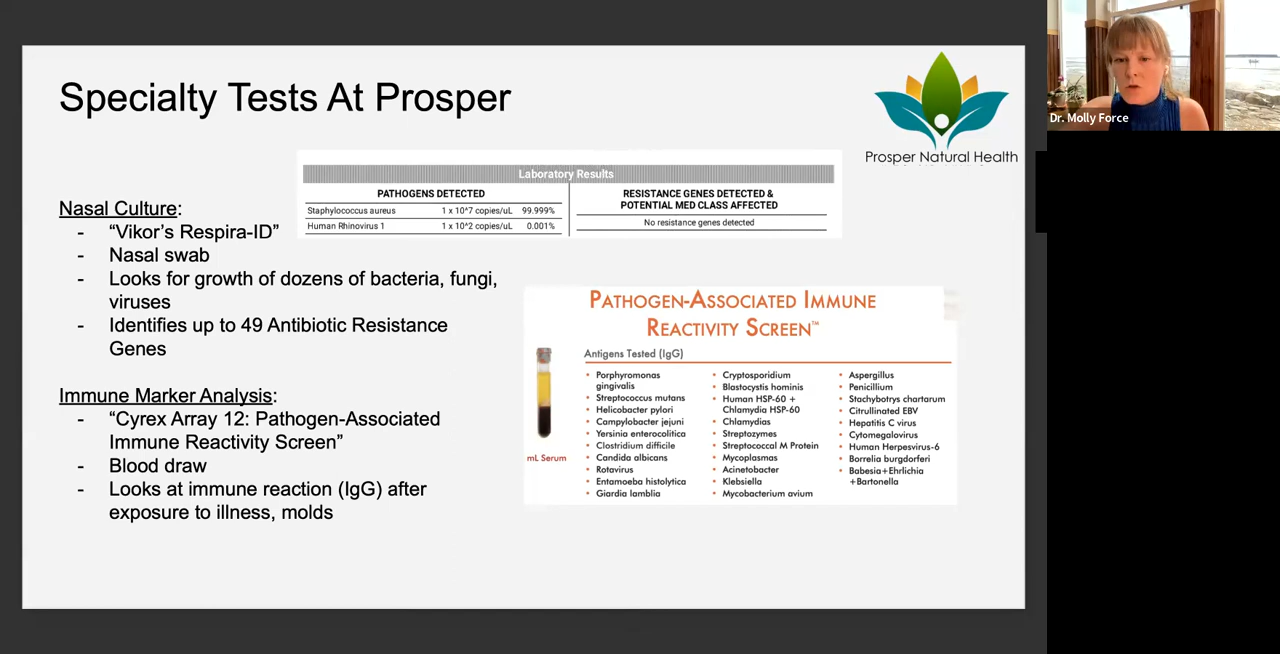 Specialty Tests At Prosper
Prosper Natural Health
Dr. Molly Force
Nasal Culture:
- “Vikor’s Respira-ID”
- Nasal swab
- Looks for growth of dozens of bacteria, fungi,
viruses
- Identifies up to 49 Antibiotic Resistance
Genes
Laboratory Results
PATHOGENS DETECTED
Staphylococcus aureus 1 x 10^7 copies/uL 99.999%
Human Rhinovirus 1 1 x 10^2 copies/uL 0.001%
RESISTANCE GENES DETECTED &
POTENTIAL MED CLASS AFFECTED
No resistance genes detected
Immune Marker Analysis:
- “Cyrex Array 12: Pathogen-Associated
Immune Reactivity Screen”
- Blood draw
- Looks at immune reaction (IgG) after
exposure to illness, molds
PATHOGEN-ASSOCIATED IMMUNE
REACTIVITY SCREEN™
Antigens Tested (IgG)
mL Serum
• Porphyromonas
gingivalis
• Streptococcus mutans
• Helicobacter pylori
• Campylobacter jejuni
• Yersinia enterocolitica
• Clostridium difficile
• Candida albicans
• Rotavirus
• Entamoeba histolytica
• Giardia lamblia
• Cryptosporidium
• Blastocystis hominis
• Human HSP-60 +
Chlamydia HSP-60
• Chlamydias
• Streptozymes
• Streptococcal M Protein
• Mycoplasmas
• Acinetobacter
• Klebsiella
• Mycobacterium avium
• Aspergillus
• Penicillium
• Stachybotrys chartarum
• Citrullinated EBV
• Hepatitis C virus
• Cytomegalovirus
• Human Herpesvirus-6
• Borrelia burgdorferi
• Babesia+Ehrlichia
+Bartonella